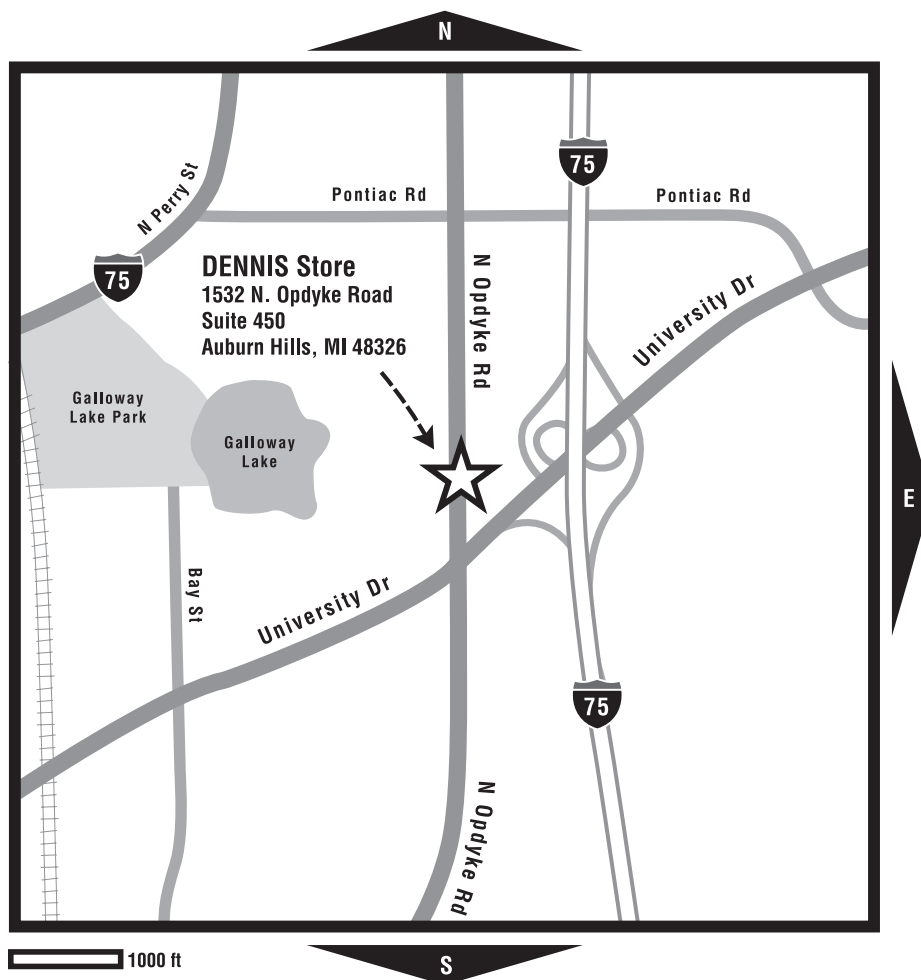 N
75
N Perry St
Pontiac Rd
Pontiac Rd
75
DENNIS Store
1532 N. Opdyke Road
Suite 450
Auburn Hills, MI 48326
N Opdyke Rd
University Dr
Galloway
Lake Park
Galloway
Lake
E
Bay St
University Dr
75
N Opdyke Rd
1000 ft
S